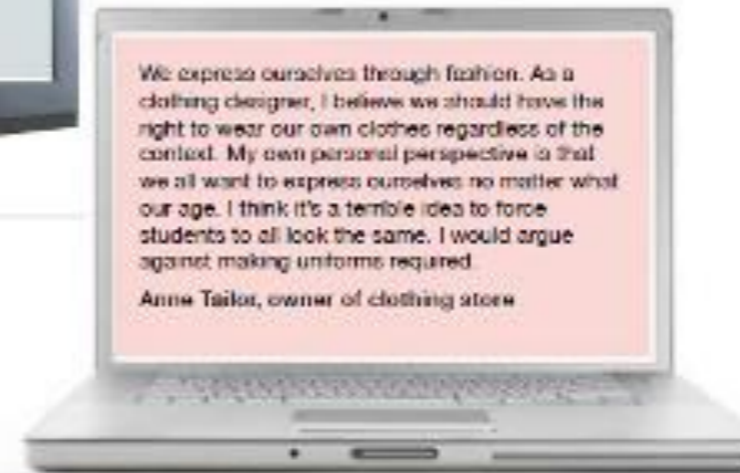 We express ourselves through fashion. As a
clothing designer, I believe we should have the
right to wear our own clothes regardless of the
context. My own personal perspective is that
we all want to express ourselves no matter what
our age. I think it's a terrible idea to force
students to all look the same. I would argue
against making uniforms required.
Anne Tailor, owner of clothing store